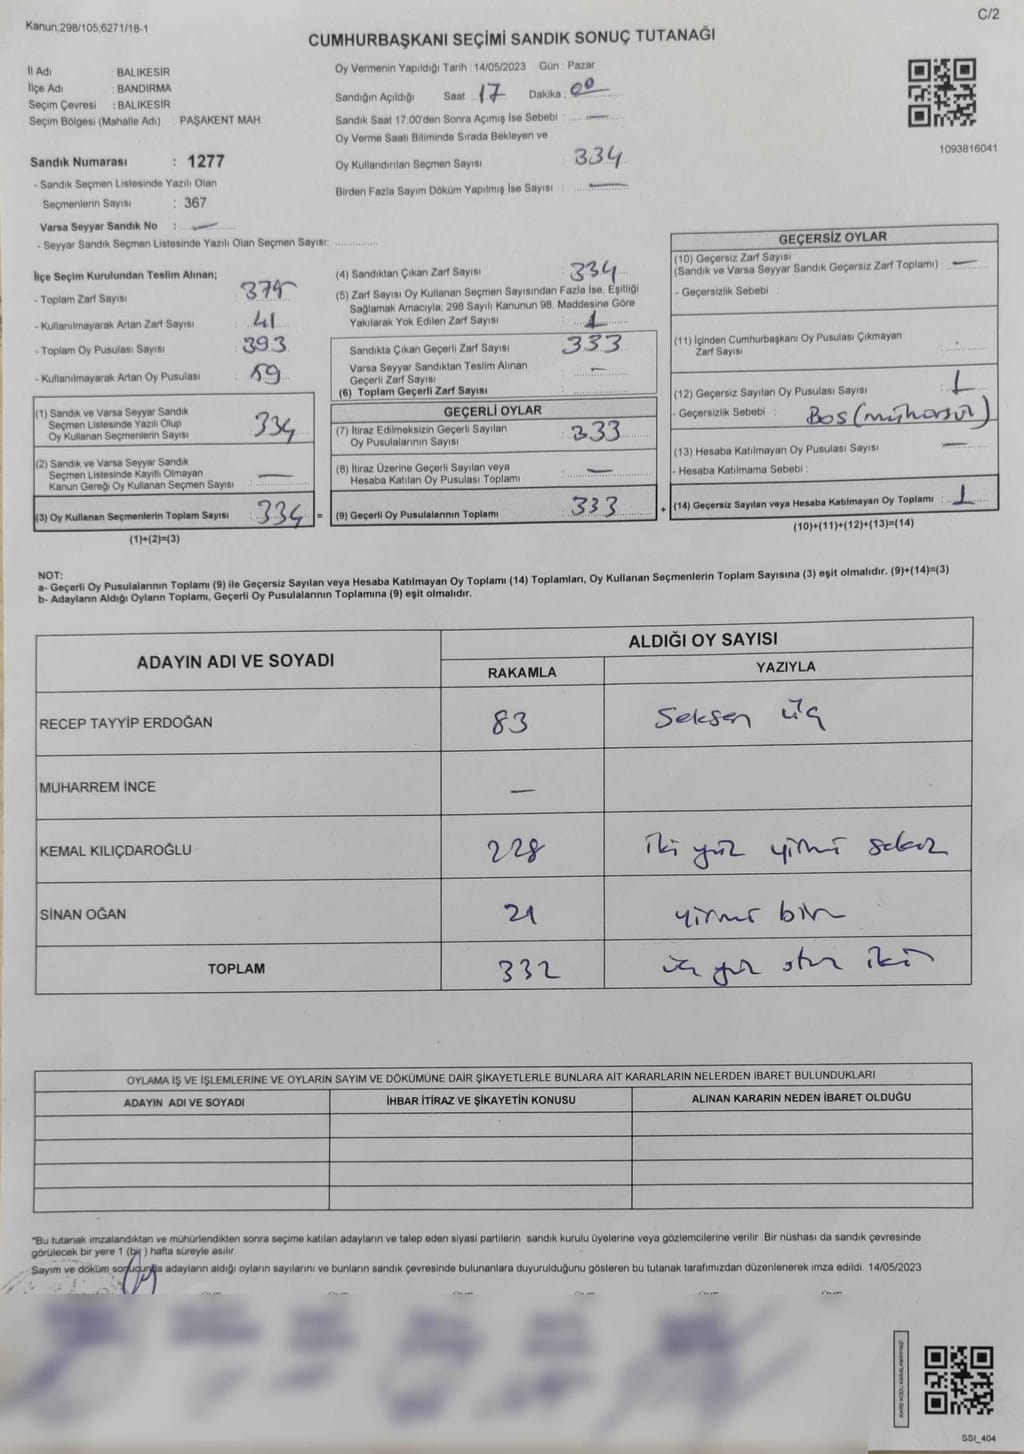 Kanun;298/105;6271/18-1
C/2
CUMHURBAŞKANI SEÇİMİ SANDIK SONUÇ TUTANAĞI
İl Adı : BALIKESİR
İlçe Adı : BANDIRMA
Seçim Çevresi : BALIKESİR
Seçim Bölgesi (Mahalle Adı) : PAŞAKENT MAH.
Sandık Numarası : 1277
- Sandık Seçmen Listesinde Yazılı Olan
Seçmenlerin Sayısı : 367
Varsa Seyyar Sandık No : —
- Seyyar Sandık Seçmen Listesinde Yazılı Olan Seçmen Sayısı: ..............
Oy Vermenin Yapıldığı Tarih : 14/05/2023 Gün : Pazar
Sandığın Açıldığı Saat : 17 Dakika : 00
Sandık Saat 17:00'den Sonra Açımış İse Sebebi : —
Oy Verme Saati Bitiminde Sırada Bekleyen ve
Oy Kullandırılan Seçmen Sayısı 334
Birden Fazla Sayım Döküm Yapılmış İse Sayısı : —
1093816041
İlçe Seçim Kurulundan Teslim Alınan;
- Toplam Zarf Sayısı : 375
- Kullanılmayarak Artan Zarf Sayısı : 41
- Toplam Oy Pusulası Sayısı : 393
- Kullanılmayarak Artan Oy Pusulası : 59
(1) Sandık ve Varsa Seyyar Sandık
Seçmen Listesinde Yazılı Olup
Oy Kullanan Seçmenlerin Sayısı : 334
(2) Sandık ve Varsa Seyyar Sandık
Seçmen Listesinde Kayıtlı Olmayan
Kanun Gereği Oy Kullanan Seçmen Sayısı : —
(3) Oy Kullanan Seçmenlerin Toplam Sayısı : 334 =
(1)+(2)=(3)
(4) Sandıktan Çıkan Zarf Sayısı : 334
(5) Zarf Sayısı Oy Kullanan Seçmen Sayısından Fazla İse, Eşitliği
Sağlamak Amacıyla, 298 Sayılı Kanunun 98. Maddesine Göre
Yakılarak Yok Edilen Zarf Sayısı : 1
Sandıkta Çıkan Geçerli Zarf Sayısı : 333
Varsa Seyyar Sandıktan Teslim Alınan
Geçerli Zarf Sayısı : —
(6) Toplam Geçerli Zarf Sayısı
GEÇERLİ OYLAR
(7) İtiraz Edilmeksizin Geçerli Sayılan
Oy Pusulalarının Sayısı : 333
(8) İtiraz Üzerine Geçerli Sayılan veya
Hesaba Katılan Oy Pusulası Toplamı : —
(9) Geçerli Oy Pusulalarının Toplamı : 333 +
GEÇERSİZ OYLAR
(10) Geçersiz Zarf Sayısı
(Sandık ve Varsa Seyyar Sandık Geçersiz Zarf Toplamı) : —
- Geçersizlik Sebebi :
(11) İçinden Cumhurbaşkanı Oy Pusulası Çıkmayan
Zarf Sayısı :
(12) Geçersiz Sayılan Oy Pusulası Sayısı : 1
- Geçersizlik Sebebi : Boş (mühürsüz)
(13) Hesaba Katılmayan Oy Pusulası Sayısı : —
- Hesaba Katılmama Sebebi :
(14) Geçersiz Sayılan veya Hesaba Katılmayan Oy Toplamı : 1
(10)+(11)+(12)+(13)=(14)
NOT:
a- Geçerli Oy Pusulalarının Toplamı (9) ile Geçersiz Sayılan veya Hesaba Katılmayan Oy Toplamı (14) Toplamları, Oy Kullanan Seçmenlerin Toplam Sayısına (3) eşit olmalıdır. (9)+(14)=(3)
b- Adayların Aldığı Oyların Toplamı, Geçerli Oy Pusulalarının Toplamına (9) eşit olmalıdır.
ADAYIN ADI VE SOYADI
ALDIĞI OY SAYISI
RAKAMLA
YAZIYLA
RECEP TAYYİP ERDOĞAN 83 Seksen üç
MUHARREM İNCE —
KEMAL KILIÇDAROĞLU 228 iki yüz yirmi sekiz
SİNAN OĞAN 21 yirmi bir
TOPLAM 332 üç yüz otuz iki
OYLAMA İŞ VE İŞLEMLERİNE VE OYLARIN SAYIM VE DÖKÜMÜNE DAİR ŞİKAYETLERLE BUNLARA AİT KARARLARIN NELERDEN İBARET BULUNDUKLARI
ADAYIN ADI VE SOYADI
İHBAR İTİRAZ VE ŞİKAYETİN KONUSU
ALINAN KARARIN NEDEN İBARET OLDUĞU
*Bu tutanak imzalandıktan ve mühürlendikten sonra seçime katılan adayların ve talep eden siyasi partilerin sandık kurulu üyelerine veya gözlemcilerine verilir .Bir nüshası da sandık çevresinde
görülecek bir yere 1 (bir) hafta süreyle asılır.
Sayım ve döküm sonucunda adayların aldığı oyların sayılarını ve bunların sandık çevresinde bulunanlara duyurulduğunu gösteren bu tutanak tarafımızdan düzenlenerek imza edildi. 14/05/2023
SSI_404